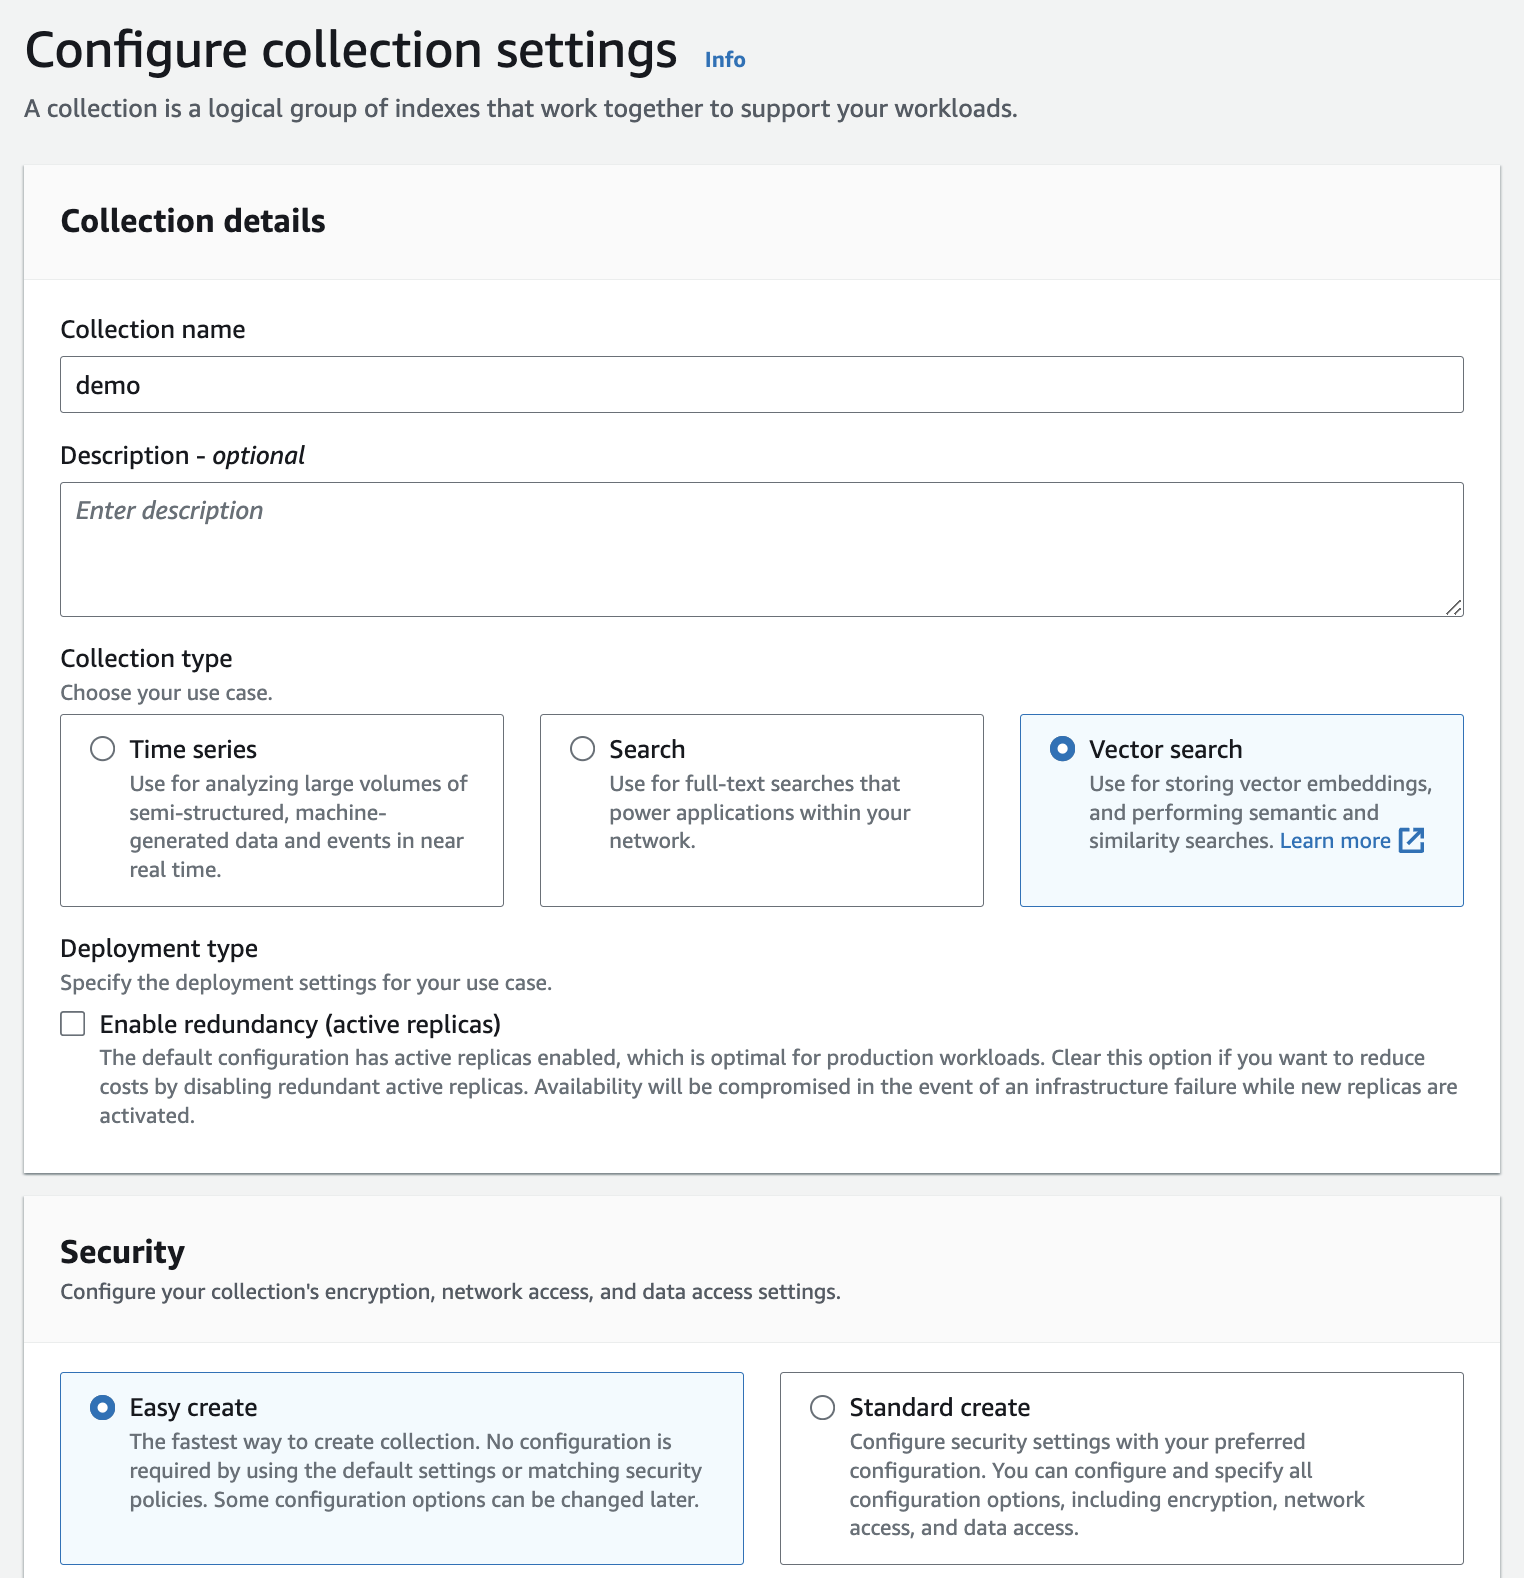 Configure collection settings Info
A collection is a logical group of indexes that work together to support your workloads.
Collection details
Collection name
demo
Description - optional
Enter description
Collection type
Choose your use case.
Time series
Use for analyzing large volumes of
semi-structured, machine-
generated data and events in near
real time.
Search
Use for full-text searches that
power applications within your
network.
Vector search
Use for storing vector embeddings,
and performing semantic and
similarity searches. Learn more
Deployment type
Specify the deployment settings for your use case.
Enable redundancy (active replicas)
The default configuration has active replicas enabled, which is optimal for production workloads. Clear this option if you want to reduce
costs by disabling redundant active replicas. Availability will be compromised in the event of an infrastructure failure while new replicas are
activated.
Security
Configure your collection's encryption, network access, and data access settings.
Easy create
The fastest way to create collection. No configuration is
required by using the default settings or matching security
policies. Some configuration options can be changed later.
Standard create
Configure security settings with your preferred
configuration. You can configure and specify all
configuration options, including encryption, network
access, and data access.